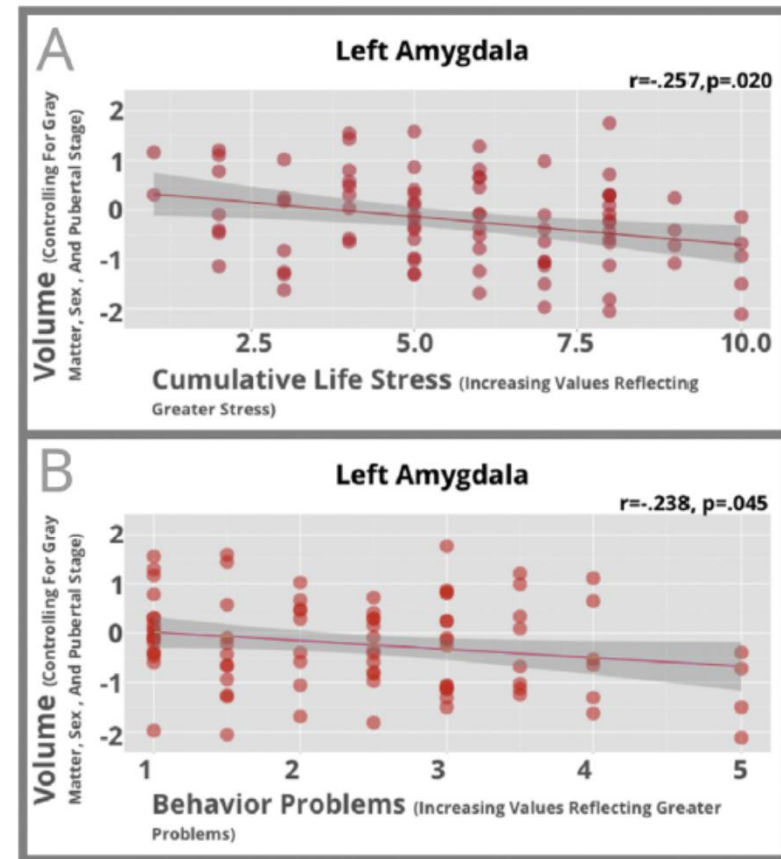 A
Left Amygdala
r=-.257,p=.020
Volume (Controlling For Gray
Matter, Sex , And Pubertal Stage)
2
1
0
-1
-2
2.5 5.0 7.5 10.0
Cumulative Life Stress (Increasing Values Reflecting
Greater Stress)
B
Left Amygdala
r=-.238, p=.045
Volume (Controlling For Gray
Matter, Sex , And Pubertal Stage)
2
1
0
-1
-2
1 2 3 4 5
Behavior Problems (Increasing Values Reflecting Greater
Problems)